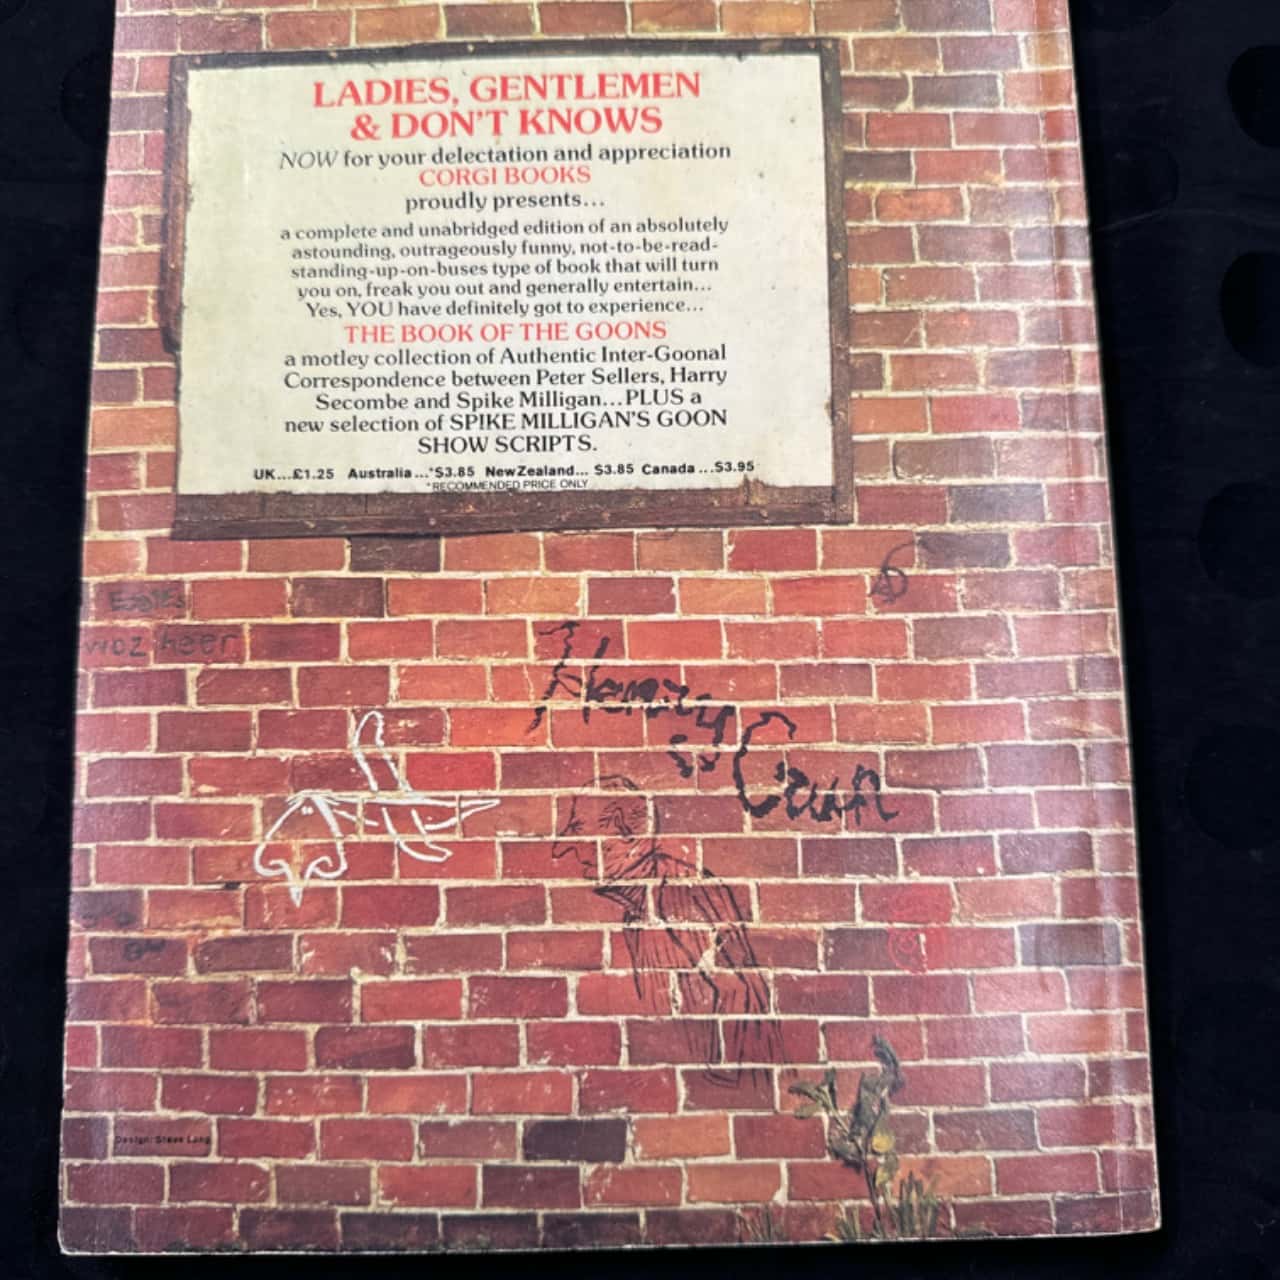 LADIES, GENTLEMEN
& DON'T KNOWS
NOW for your delectation and appreciation
CORGI BOOKS
proudly presents...
a complete and unabridged edition of an absolutely
astounding, outrageously funny, not-to-be-read-
standing-up-on-buses type of book that will turn
you on, freak you out and generally entertain...
Yes, YOU have definitely got to experience...
THE BOOK OF THE GOONS
a motley collection of Authentic Inter-Goonal
Correspondence between Peter Sellers, Harry
Secombe and Spike Milligan...PLUS a
new selection of SPIKE MILLIGAN'S GOON
SHOW SCRIPTS.
UK...£1.25 Australia...*$3.85 New Zealand... $3.85 Canada...$3.95
*RECOMMENDED PRICE ONLY
Eccles
woz heer
Henry
Crun
Design: Steve Lang